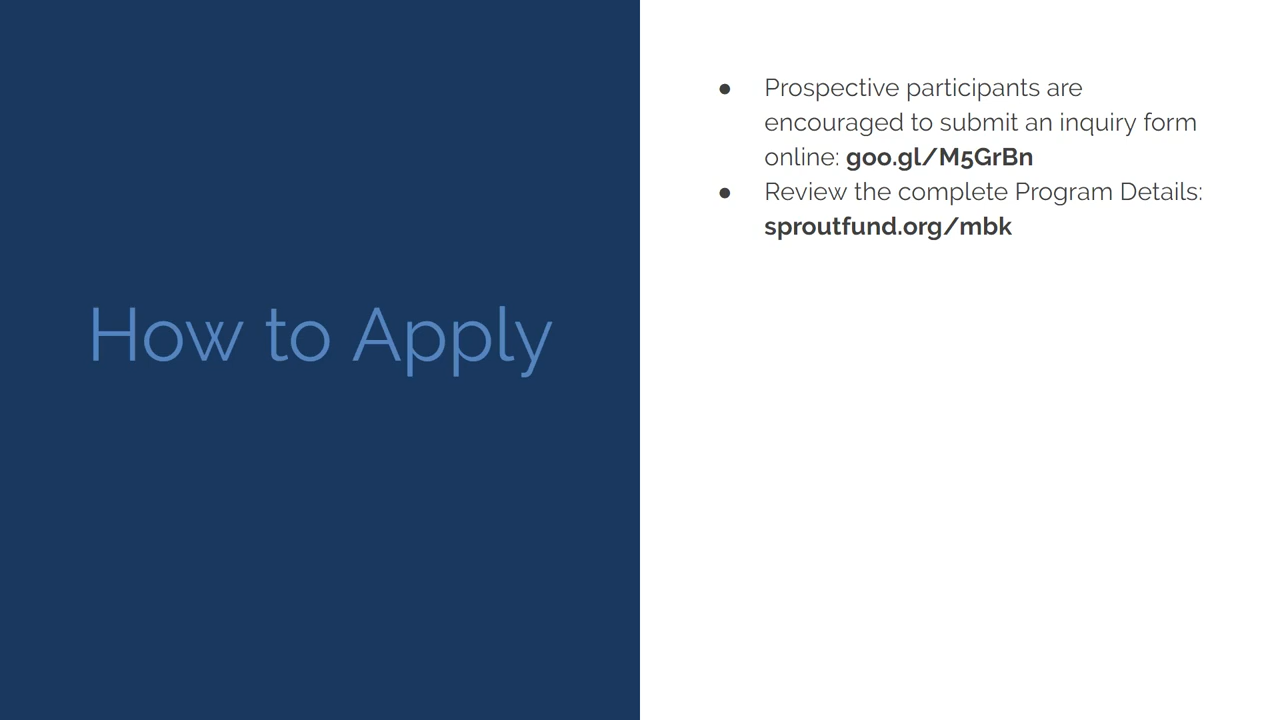 How to Apply
● Prospective participants are
encouraged to submit an inquiry form
online: goo.gl/M5GrBn
● Review the complete Program Details:
sproutfund.org/mbk